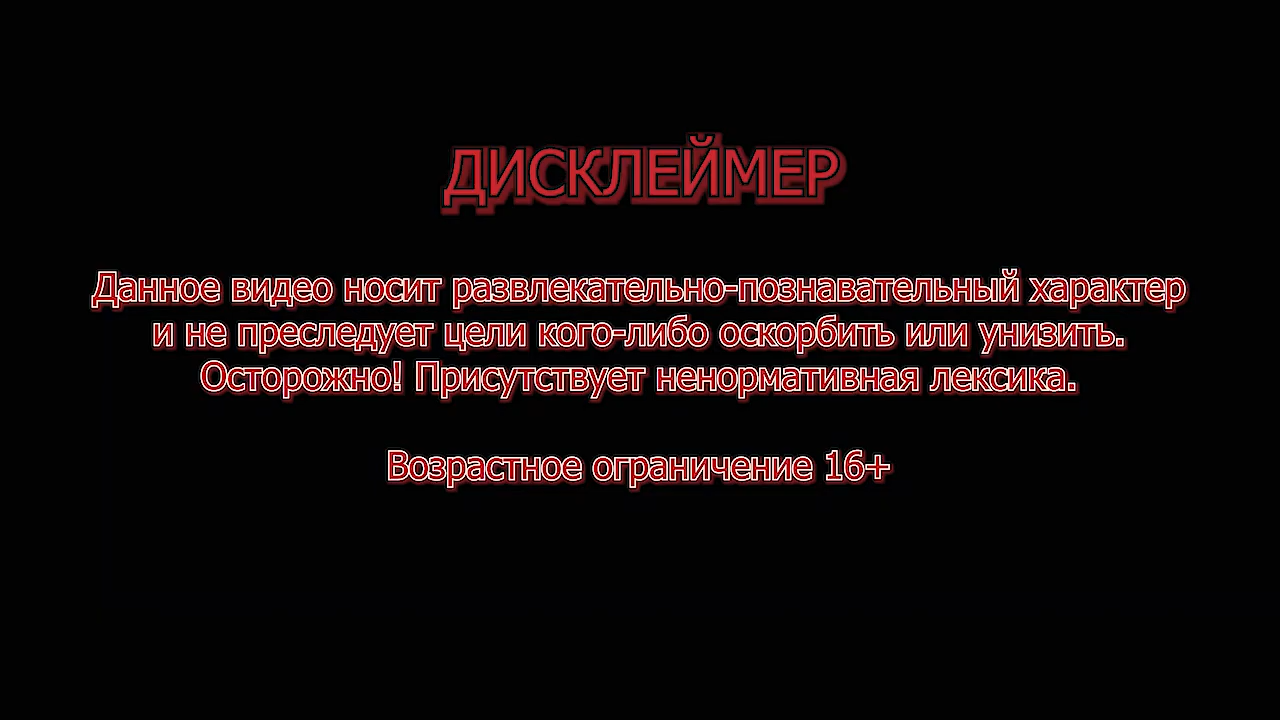 ДИСКЛЕЙМЕР
Данное видео носит развлекательно-познавательный характер
и не преследует цели кого-либо оскорбить или унизить.
Осторожно! Присутствует ненормативная лексика.
Возрастное ограничение 16+